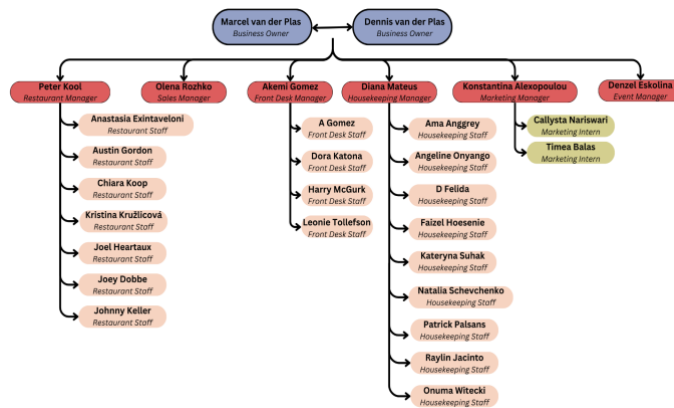 Marcel van der Plas
Business Owner
Dennis van der Plas
Business Owner
Peter Kool
Restaurant Manager
Olena Rozhko
Sales Manager
Akemi Gomez
Front Desk Manager
Diana Mateus
Housekeeping Manager
Konstantina Alexopoulou
Marketing Manager
Denzel Eskolina
Event Manager
Anastasia Exintaveloni
Restaurant Staff
Austin Gordon
Restaurant Staff
Chiara Koop
Restaurant Staff
Kristina Kružlicová
Restaurant Staff
Joel Heartaux
Restaurant Staff
Joey Dobbe
Restaurant Staff
Johnny Keller
Restaurant Staff
A Gomez
Front Desk Staff
Dora Katona
Front Desk Staff
Harry McGurk
Front Desk Staff
Leonie Tollefson
Front Desk Staff
Ama Anggrey
Housekeeping Staff
Angeline Onyango
Housekeeping Staff
D Felida
Housekeeping Staff
Faizel Hoesenie
Housekeeping Staff
Kateryna Suhak
Housekeeping Staff
Natalia Schevchenko
Housekeeping Staff
Patrick Palsans
Housekeeping Staff
Raylin Jacinto
Housekeeping Staff
Onuma Witecki
Housekeeping Staff
Callysta Nariswari
Marketing Intern
Timea Balas
Marketing Intern